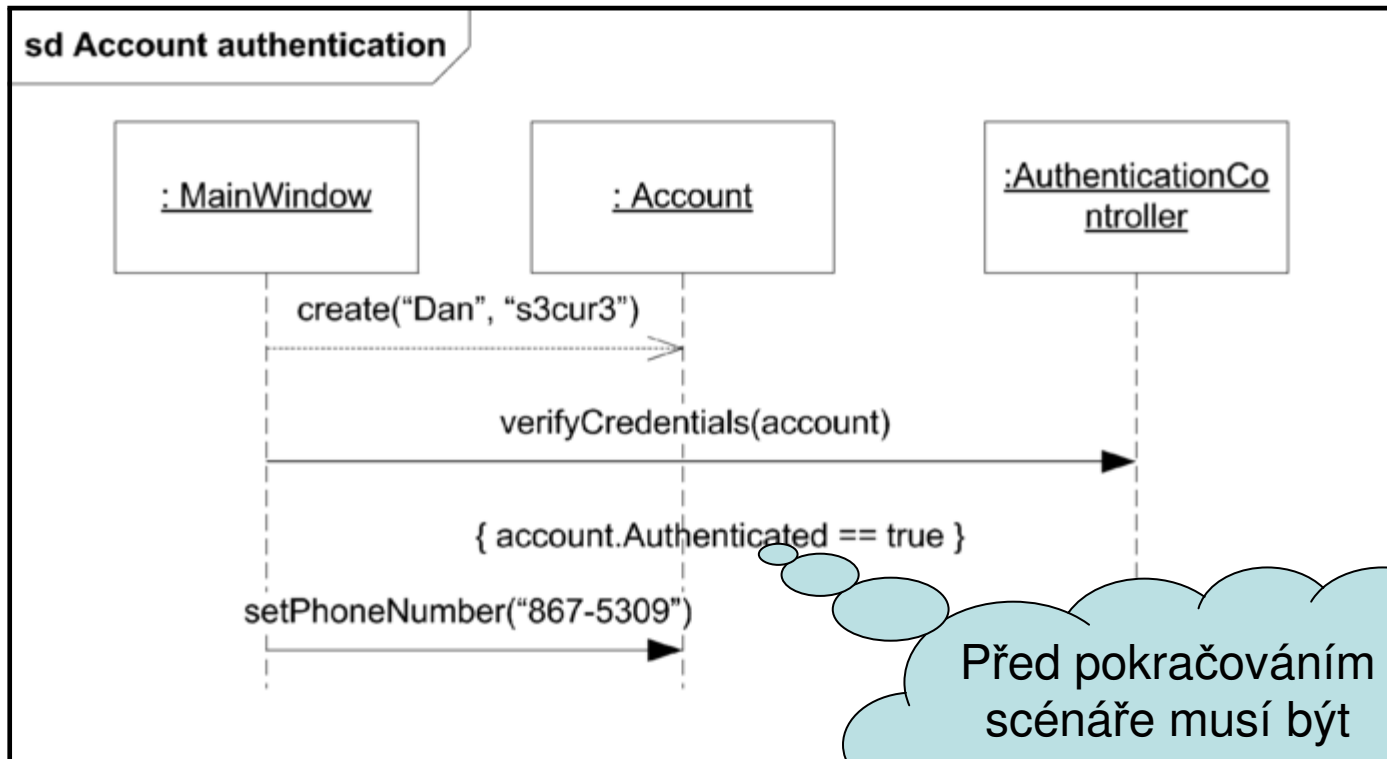 sd Account authentication
: MainWindow
: Account
:AuthenticationCo
ntroller
create(“Dan”, “s3cur3”)
verifyCredentials(account)
{ account.Authenticated == true }
setPhoneNumber(“867-5309”)
Před pokračováním
scénáře musí být